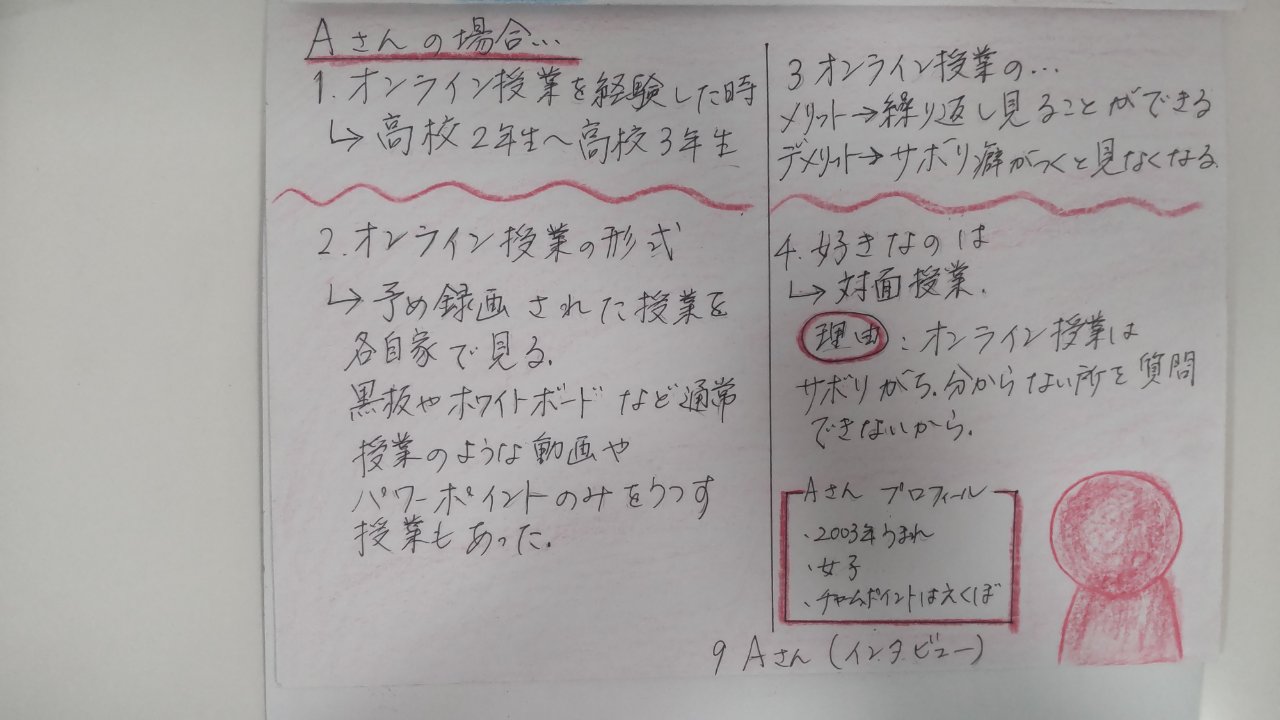 Aさんの場合…
1.オンライン授業を経験した時
↳高校2年生〜高校3年生
2.オンライン授業の形式
↳予め録画された授業を
各自家で見る.
黒板やホワイトボードなど通常
授業のような動画や
パワーポイントのみをうつす
授業もあった.
3オンライン授業の…
メリット→繰り返し見ることができる
デメリット→サボり癖がつくと見なくなる.
4.好きなのは
↳対面授業.
理由:オンライン授業は
サボりがち.分からない所を質問
できないから.
Aさん プロフィール
・2003年うまれ
・女子
・チャームポイントはえくぼ
9 Aさん(インタビュー)